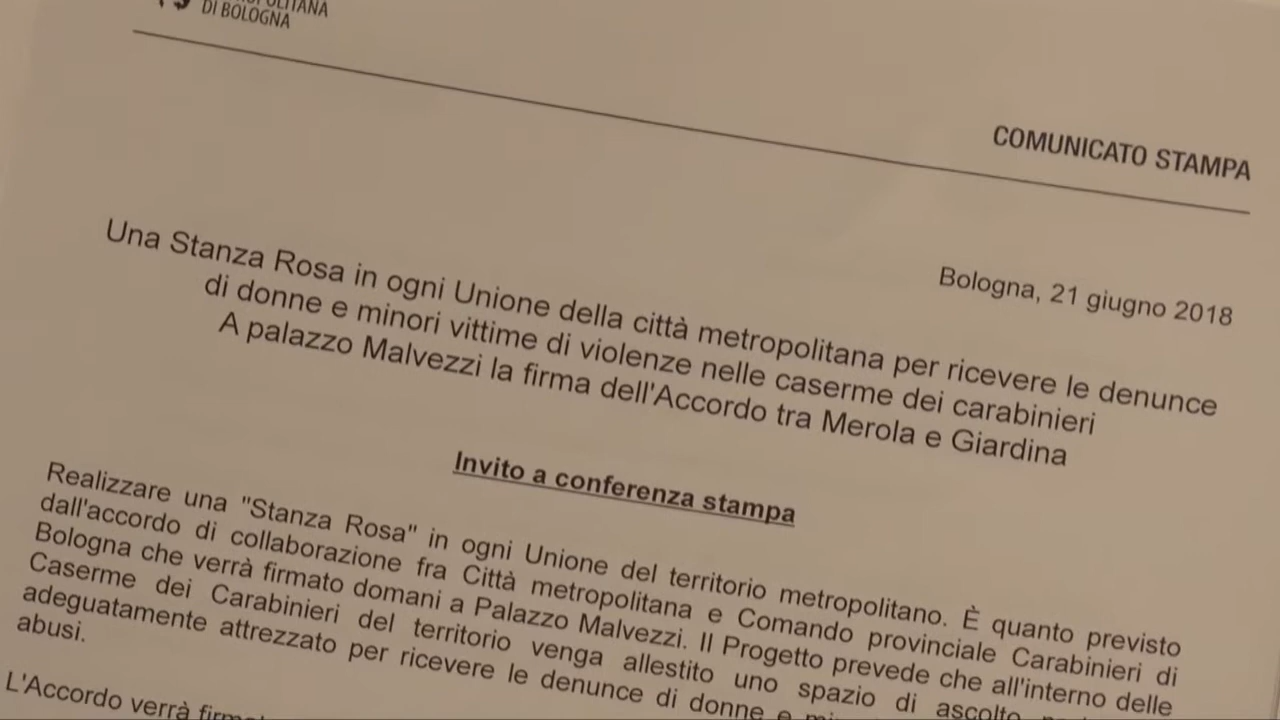 DI BOLOGNA
COMUNICATO STAMPA
Bologna, 21 giugno 2018
Una Stanza Rosa in ogni Unione della città metropolitana per ricevere le denunce
di donne e minori vittime di violenze nelle caserme dei carabinieri
A palazzo Malvezzi la firma dell'Accordo tra Merola e Giardina
Invito a conferenza stampa
Realizzare una "Stanza Rosa" in ogni Unione del territorio metropolitano. È quanto previsto
dall'accordo di collaborazione fra Città metropolitana e Comando provinciale Carabinieri di
Bologna che verrà firmato domani a Palazzo Malvezzi. Il Progetto prevede che all'interno delle
Caserme dei Carabinieri del territorio venga allestito uno spazio di ascolto
adeguatamente attrezzato per ricevere le denunce di donne e
abusi.
L'Accordo verrà